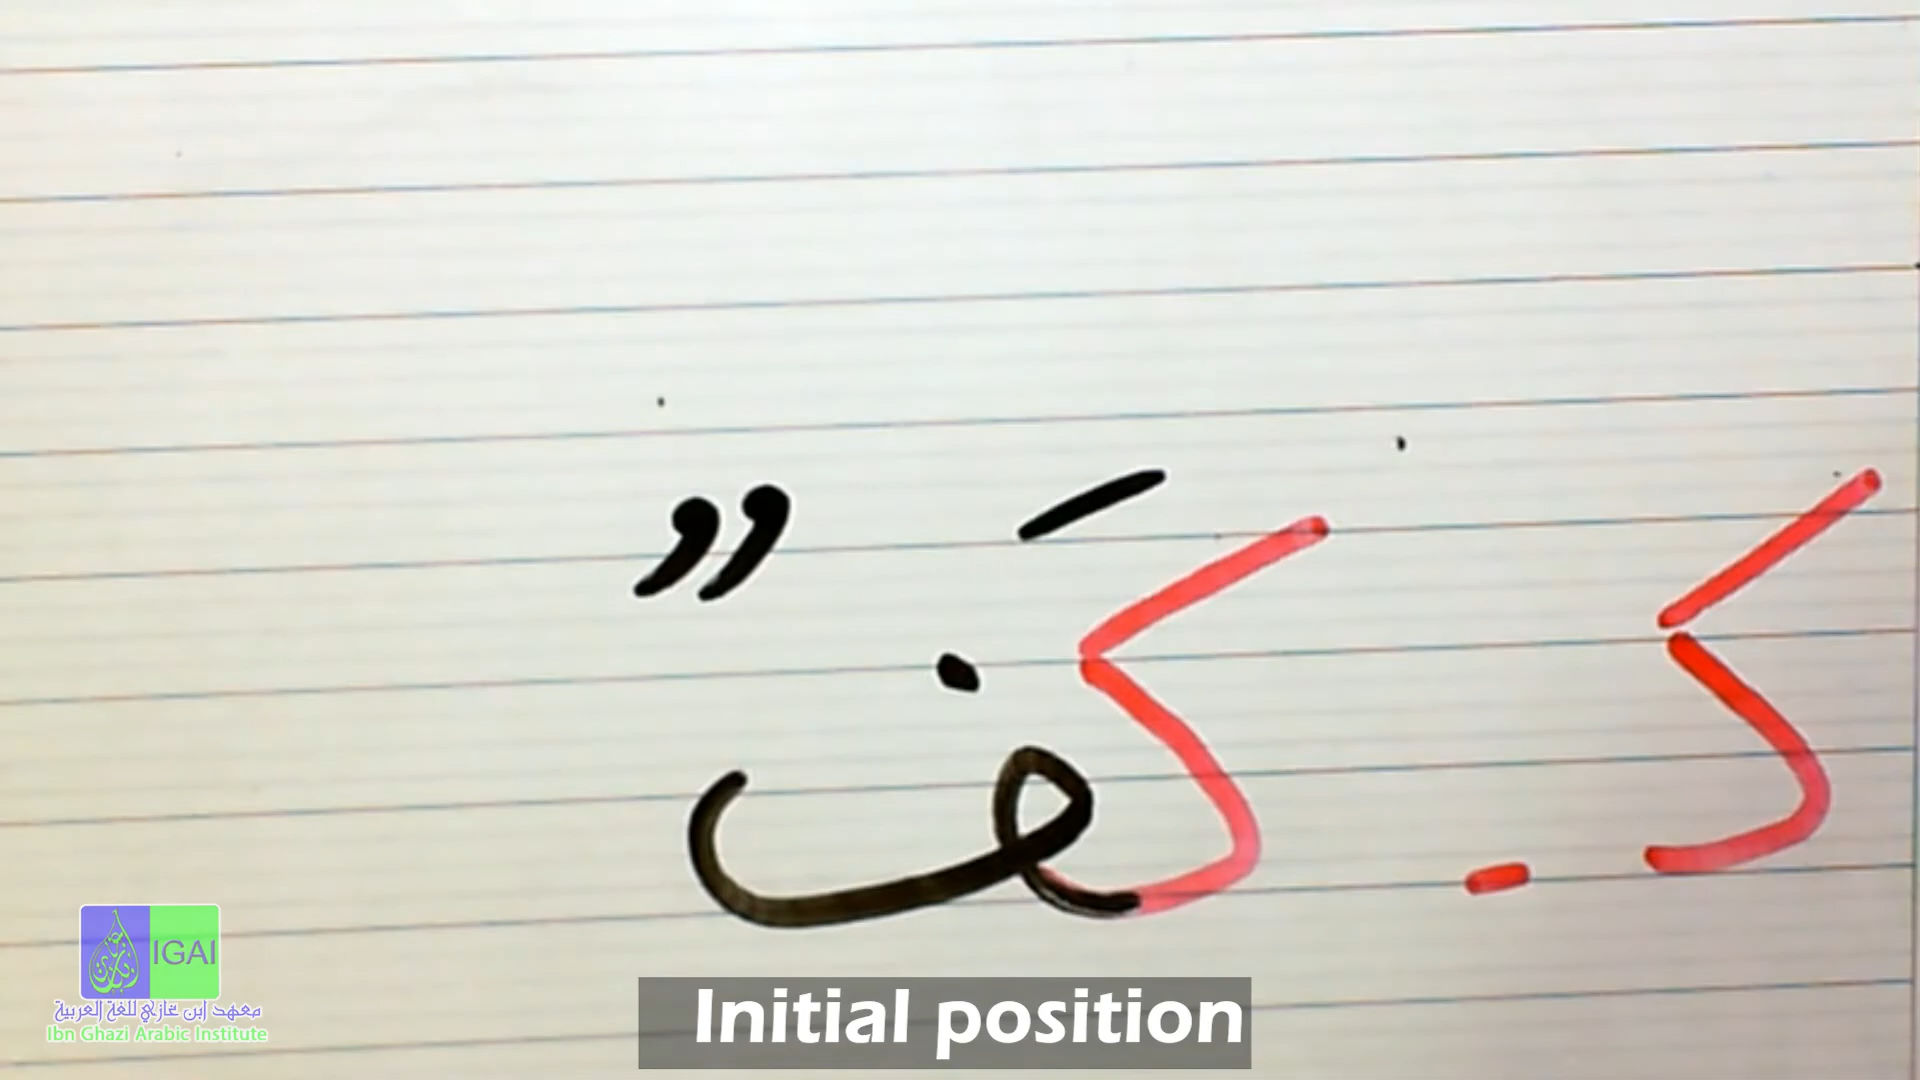 كـ - كَفٌ
IGAI
معهد ابن غازي للغة العربية
Ibn Ghazi Arabic Institute
Initial position